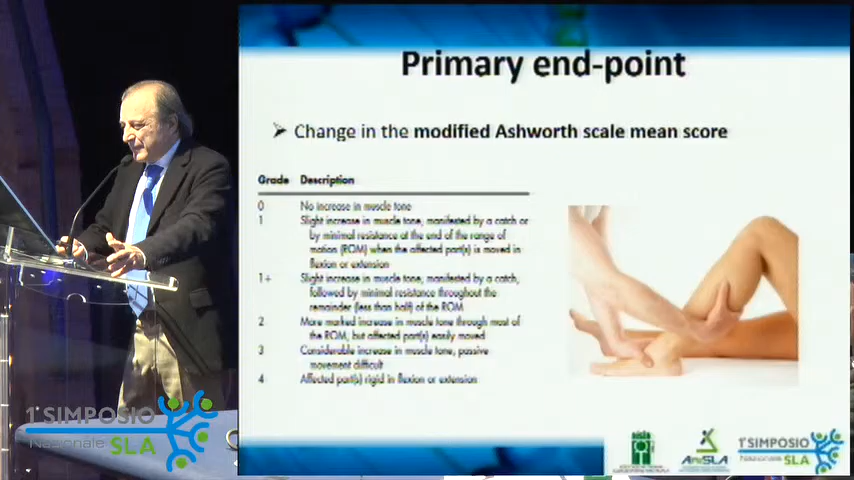 Primary end-point
➢ Change in the modified Ashworth scale mean score
Grade Description
0 No increase in muscle tone
1 Slight increase in muscle tone, manifested by a catch or
by minimal resistance at the end of the range of
motion (ROM) when the affected part(s) is moved in
flexion or extension
1+ Slight increase in muscle tone, manifested by a catch,
followed by minimal resistance throughout the
remainder (less than half) of the ROM
2 More marked increase in muscle tone through most of
the ROM, but affected part(s) easily moved
3 Considerable increase in muscle tone, passive
movement difficult
4 Affected part(s) rigid in flexion or extension
1° SIMPOSIO
Nazionale SLA
aisla
AriSLA
1° SIMPOSIO
Nazionale SLA